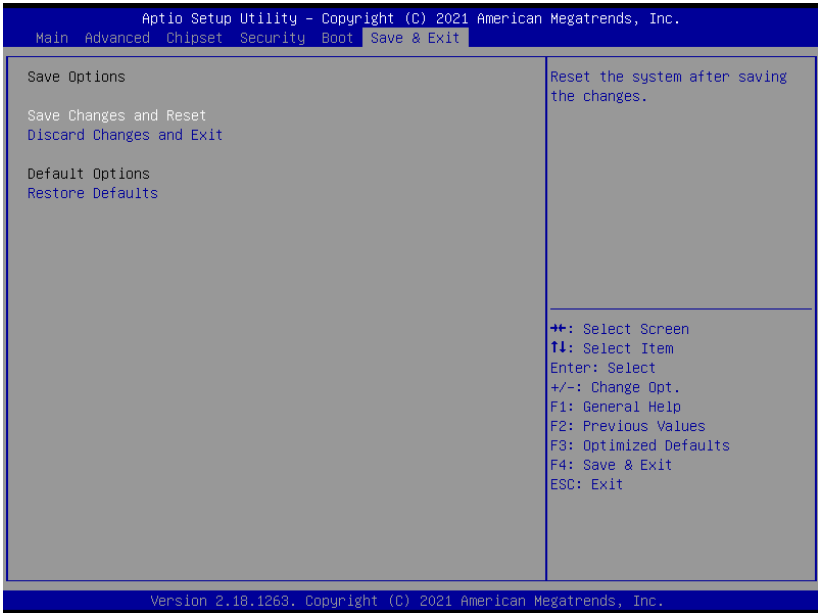 Aptio Setup Utility – Copyright (C) 2021 American Megatrends, Inc.
Main Advanced Chipset Security Boot Save & Exit
Save Options
Save Changes and Reset
Discard Changes and Exit
Default Options
Restore Defaults
Reset the system after saving
the changes.
→←: Select Screen
↑↓: Select Item
Enter: Select
+/-: Change Opt.
F1: General Help
F2: Previous Values
F3: Optimized Defaults
F4: Save & Exit
ESC: Exit
Version 2.18.1263. Copyright (C) 2021 American Megatrends, Inc.